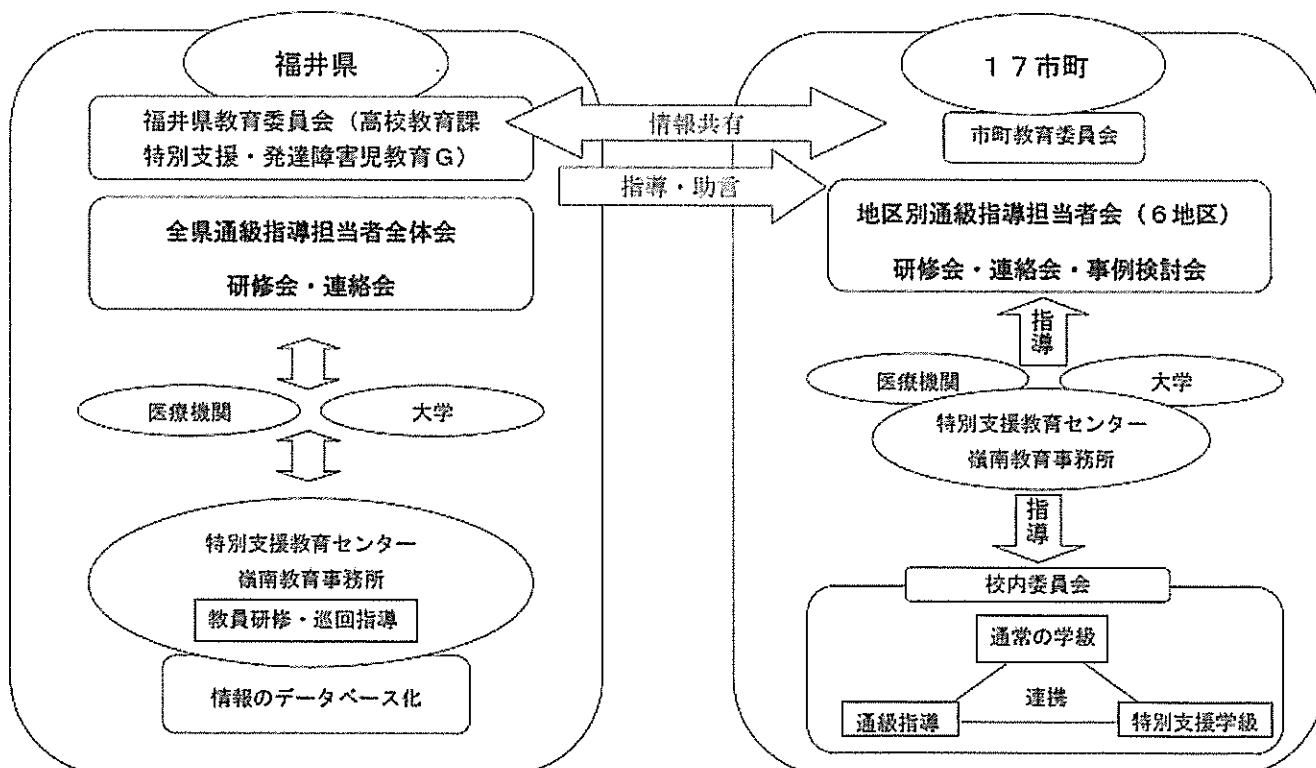 福井県
福井県教育委員会（高校教育課
特別支援・発達障害児教育G）
全県通級指導担当者全体会
研修会・連絡会
医療機関
大学
特別支援教育センター
嶺南教育事務所
教員研修・巡回指導
情報のデータベース化
情報共有
指導・助言
１７市町
市町教育委員会
地区別通級指導担当者会（６地区）
研修会・連絡会・事例検討会
指導
医療機関
大学
特別支援教育センター
嶺南教育事務所
指導
校内委員会
通常の学級
連携
通級指導
特別支援学級